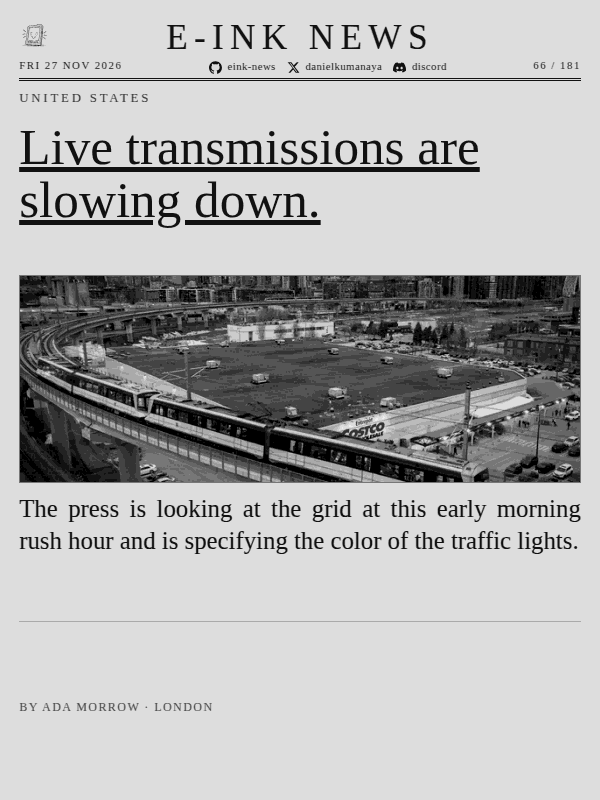 E-INK NEWS
FRI 27 NOV 2026
eink-news danielkumanaya discord
66 / 181
UNITED STATES
Live transmissions are
slowing down.
COSTCO
The press is looking at the grid at this early morning
rush hour and is specifying the color of the traffic lights.
BY ADA MORROW · LONDON